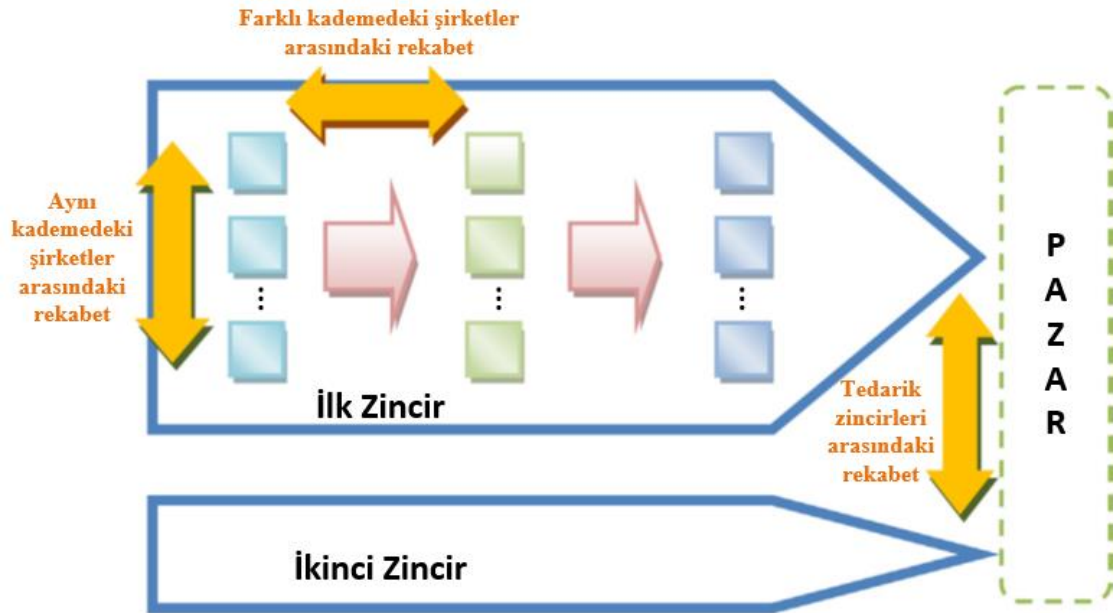 Farklı kademedeki şirketler
arasındaki rekabet
Aynı
kademedeki
şirketler
arasındaki
rekabet
İlk Zincir
Tedarik
zincirleri
arasındaki
rekabet
P
A
Z
A
R
İkinci Zincir